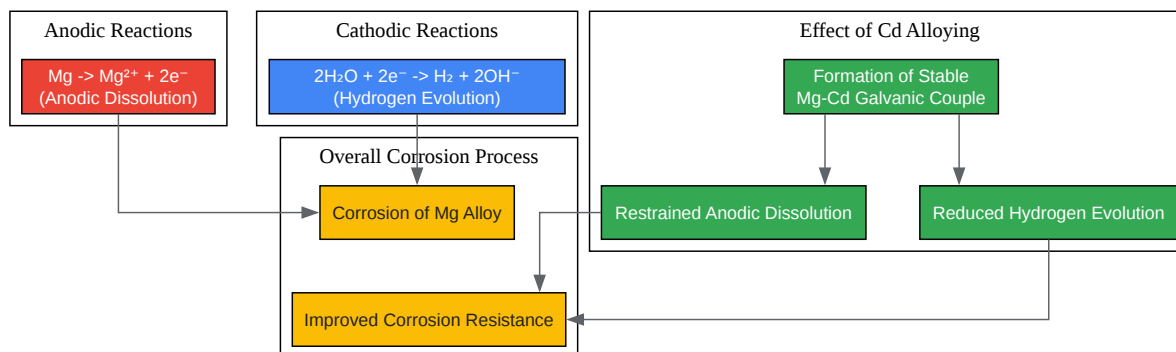 Anodic Reactions
Mg -> Mg²⁺ + 2e⁻
(Anodic Dissolution)
Cathodic Reactions
2H₂O + 2e⁻ -> H₂ + 2OH⁻
(Hydrogen Evolution)
Effect of Cd Alloying
Formation of Stable
Mg-Cd Galvanic Couple
Overall Corrosion Process
Corrosion of Mg Alloy
Restrained Anodic Dissolution
Reduced Hydrogen Evolution
Improved Corrosion Resistance